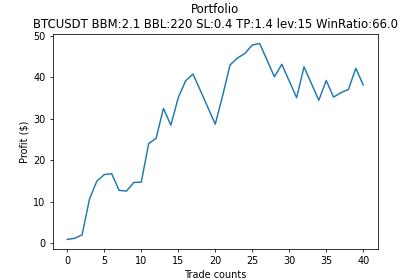 Portfolio
BTCUSDT BBM:2.1 BBL:220 SL:0.4 TP:1.4 lev:15 WinRatio:66.0
50
40
30
20
10
0
Profit ($)
0 5 10 15 20 25 30 35 40
Trade counts